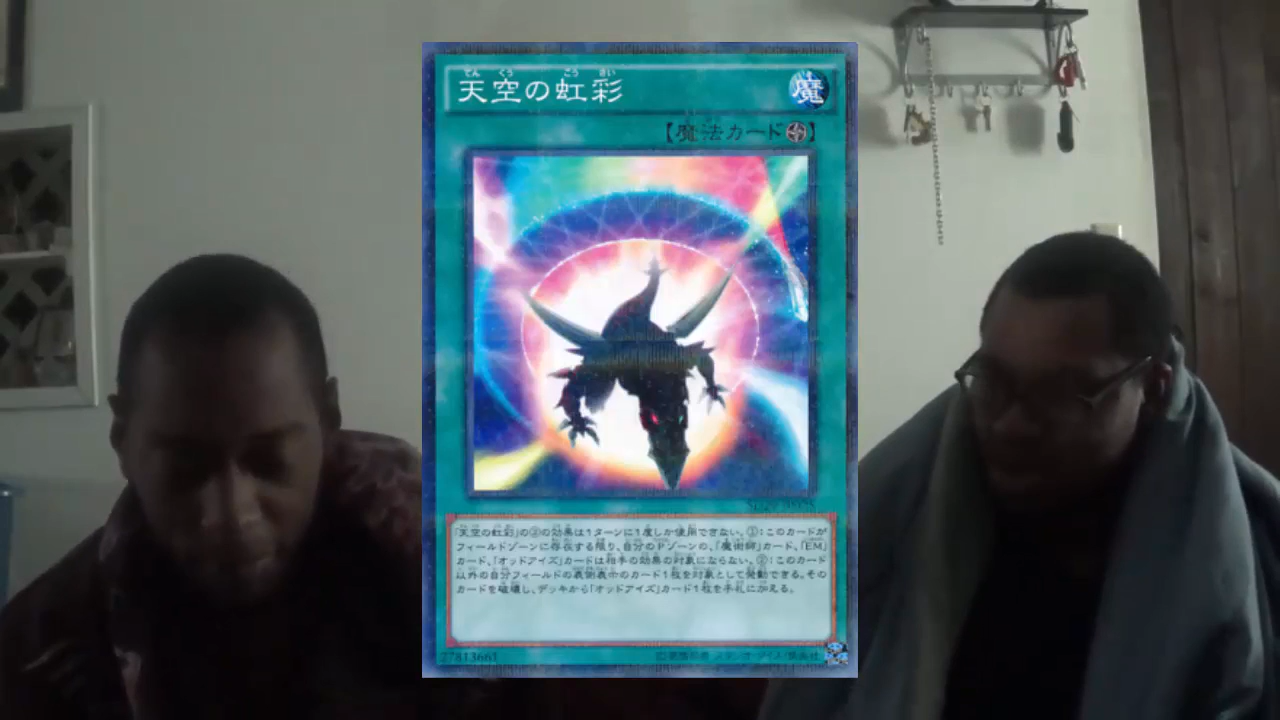 天空の虹彩
てん くう こう さい
魔
【魔法カード】
「天空の虹彩」の②の効果は1ターンに1度しか使用できない。①:このカードが
フィールドゾーンに存在する限り、自分のPゾーンの、「魔術師」カード、「EM」
カード、「オッドアイズ」カードは相手の効果の対象にならない。②:このカード
以外の自分フィールドの表側表示のカード1枚を対象として発動できる。その
カードを破壊し、デッキから「オッドアイズ」カード1枚を手札に加える。
27813661